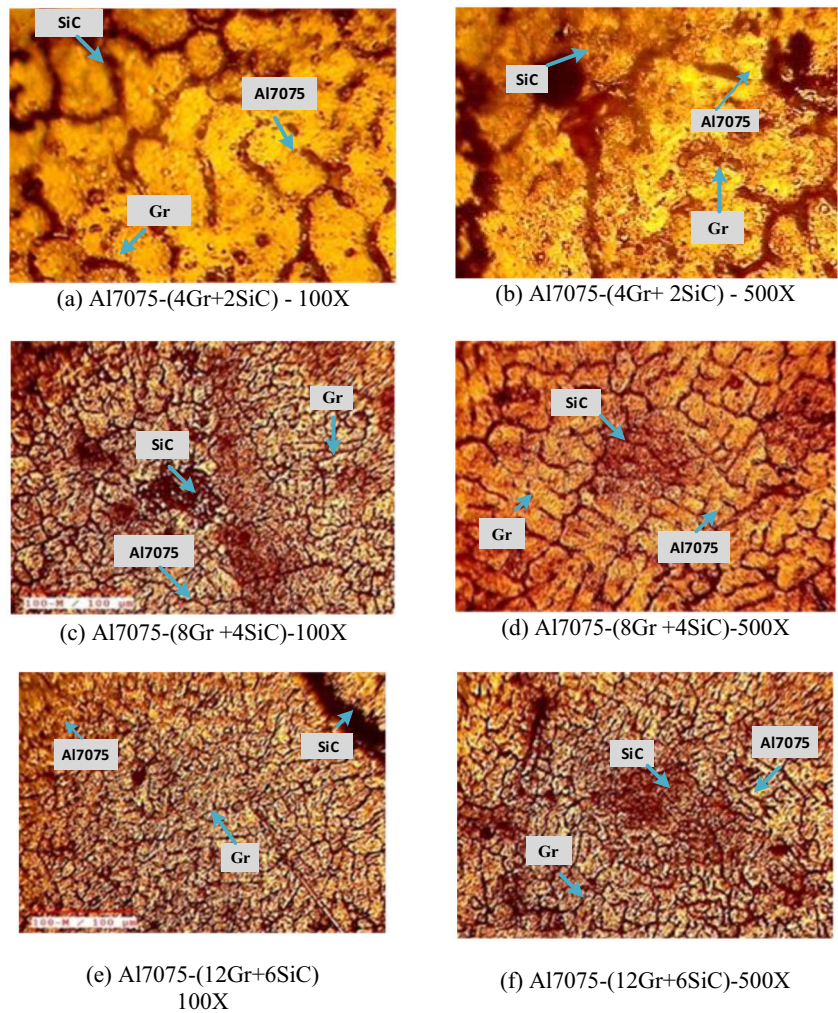 SiC
Al7075
Gr
(a) Al7075-(4Gr+2SiC) - 100X
SiC
Al7075
Gr
(b) Al7075-(4Gr+ 2SiC) - 500X
Gr
SiC
Al7075
100-M / 100 µm
(c) Al7075-(8Gr +4SiC)-100X
SiC
Gr
Al7075
(d) Al7075-(8Gr +4SiC)-500X
Al7075
SiC
Gr
100-M / 100 µm
(e) Al7075-(12Gr+6SiC)
100X
SiC
Al7075
Gr
(f) Al7075-(12Gr+6SiC)-500X